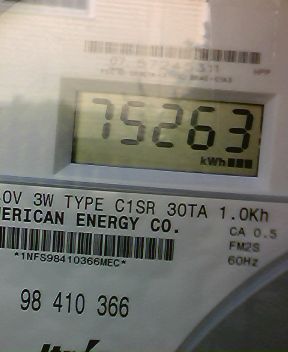 75263
kWh
3W TYPE C1SR 30TA 1.0Kh
ERICAN ENERGY CO.
CA 0.5
FM2S
60Hz
*1NFS98410366MEC*
98 410 366